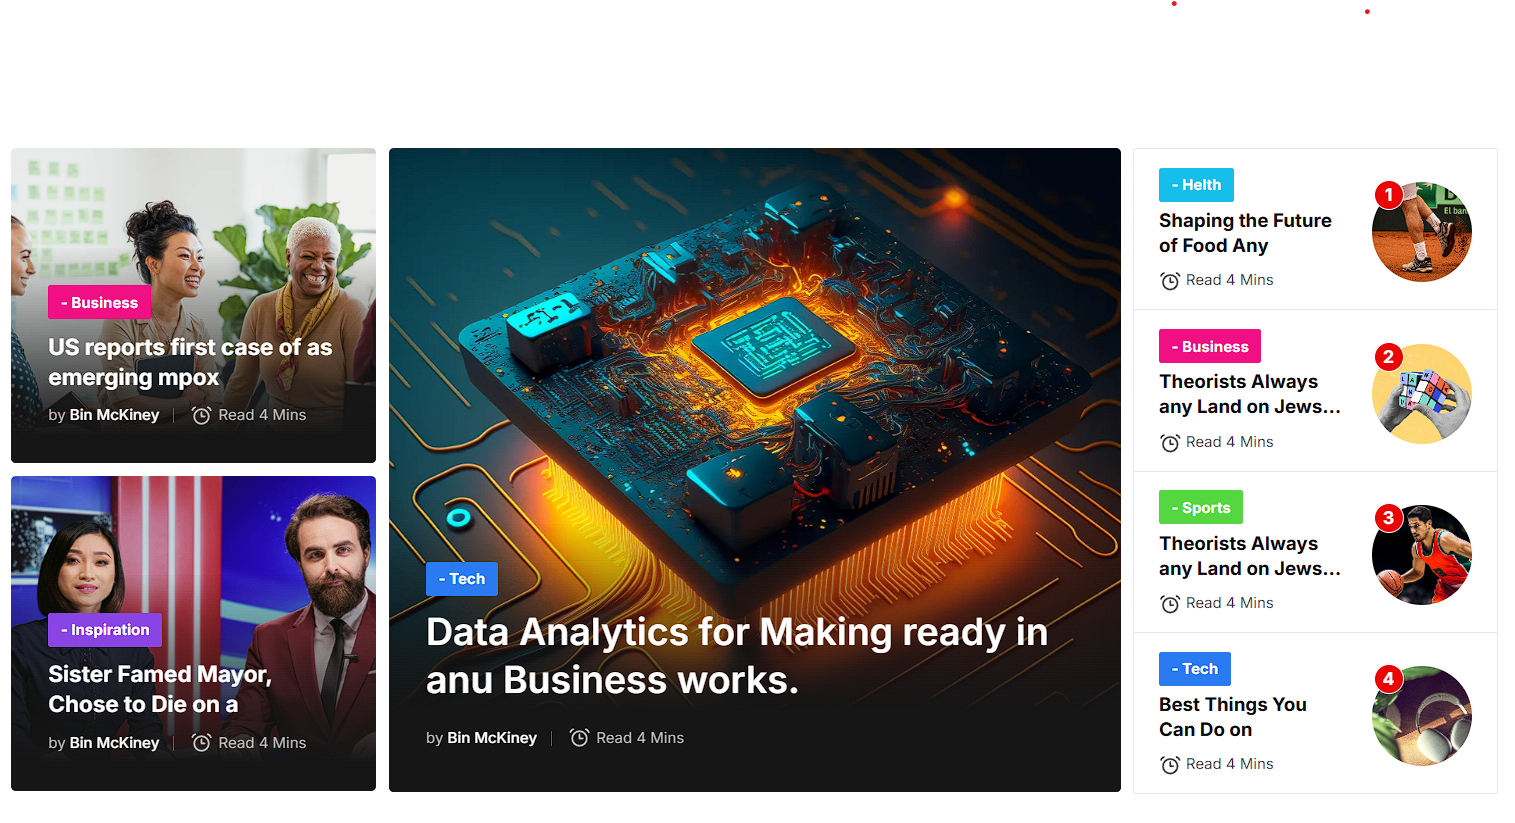 - Business
US reports first case of as
emerging mpox
by Bin McKiney
Read 4 Mins
- Inspiration
Sister Famed Mayor,
Chose to Die on a
by Bin McKiney
Read 4 Mins
- Tech
Data Analytics for Making ready in
anu Business works.
by Bin McKiney
Read 4 Mins
- Helth
Shaping the Future
of Food Any
Read 4 Mins
1
El ban
- Business
Theorists Always
any Land on Jews...
Read 4 Mins
2
- Sports
Theorists Always
any Land on Jews...
Read 4 Mins
3
- Tech
Best Things You
Can Do on
Read 4 Mins
4